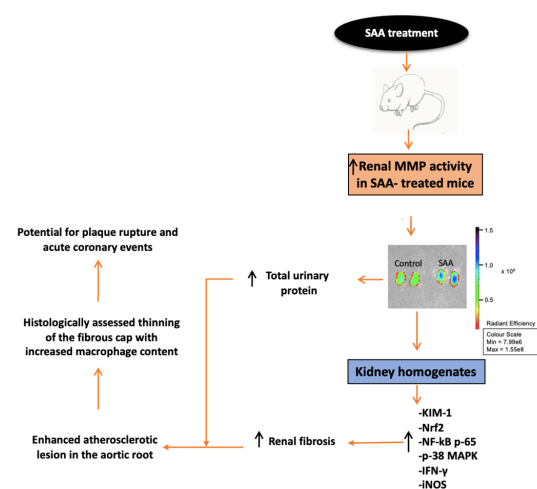 SAA treatment
Renal MMP activity
in SAA- treated mice
Potential for plaque rupture and
acute coronary events
Control
SAA
1.5
1.0
x 10⁸
0.5
Radiant Efficiency
Colour Scale
Min = 7.99e6
Max = 1.55e8
Total urinary
protein
Histologically assessed thinning
of the fibrous cap with
increased macrophage content
Kidney homogenates
-KIM-1
-Nrf2
-NF-kB p-65
-p-38 MAPK
-IFN-γ
-iNOS
Renal fibrosis
Enhanced atherosclerotic
lesion in the aortic root